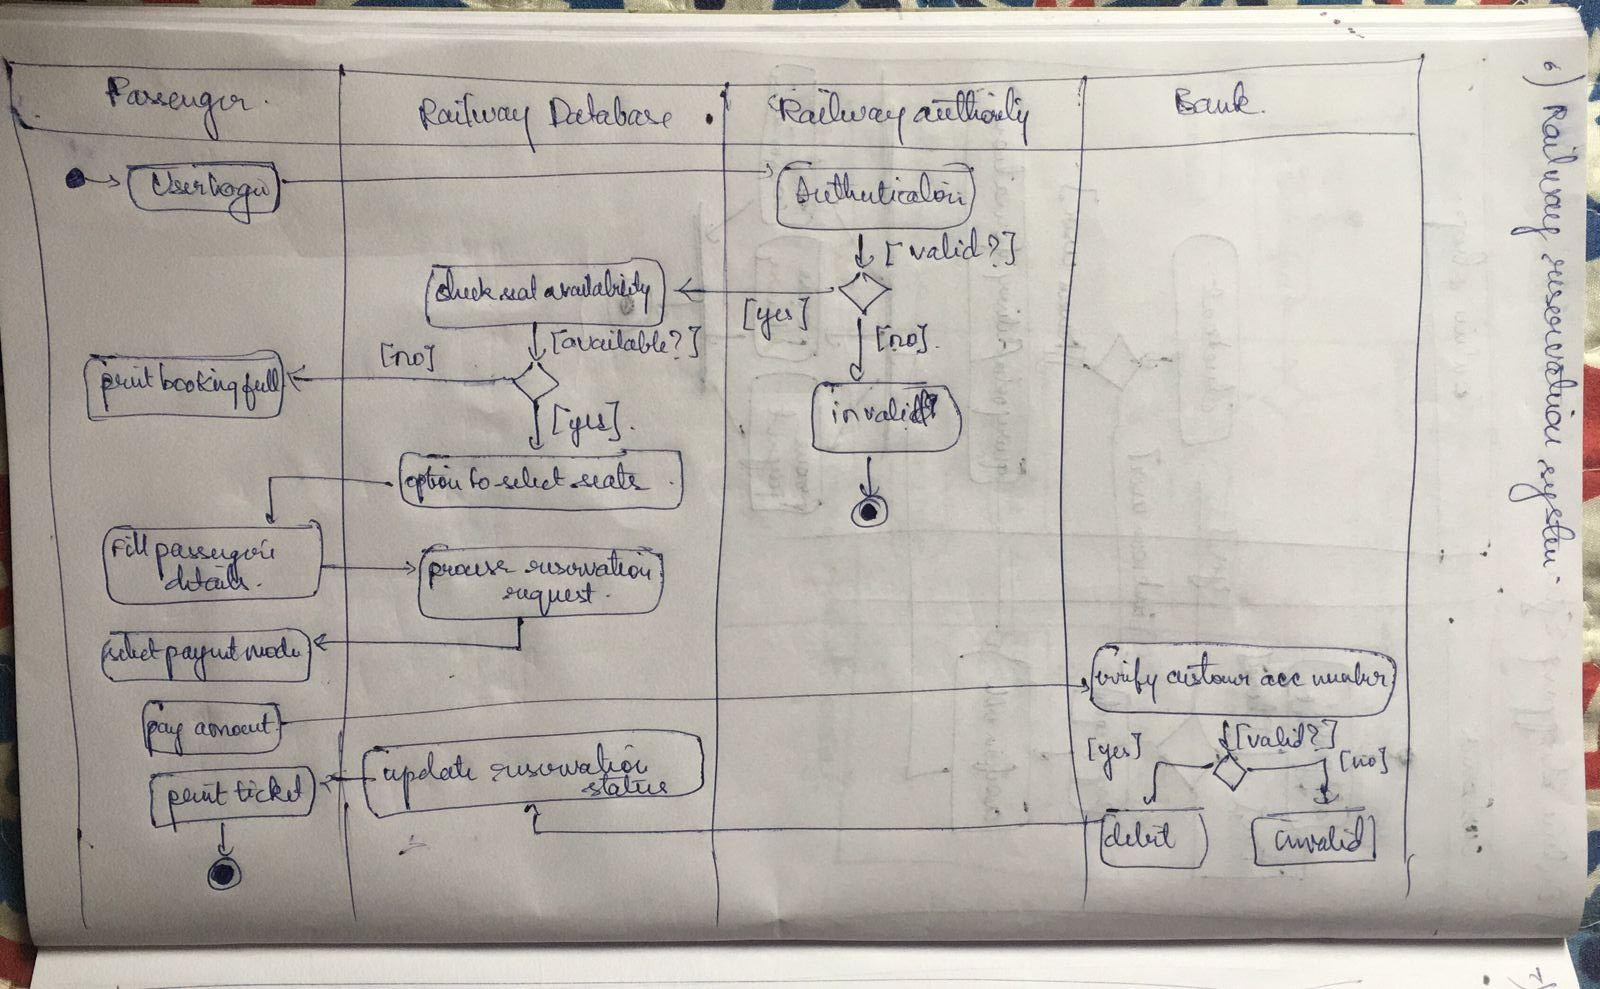 6) Railway reservation system.
Passenger.
Railway Database
Railway authority
Bank.
User login
Authentication
[valid?]
check seat availability
[yes]
[available?]
[no].
[no]
print booking full
invalid
[yes].
option to select seats.
Fill passenger
details.
process reservation
request.
select paymt mode
verify customer acc number
pay amount
[valid?]
[yes]
[no]
update reservation
status
print ticket
debit
invalid